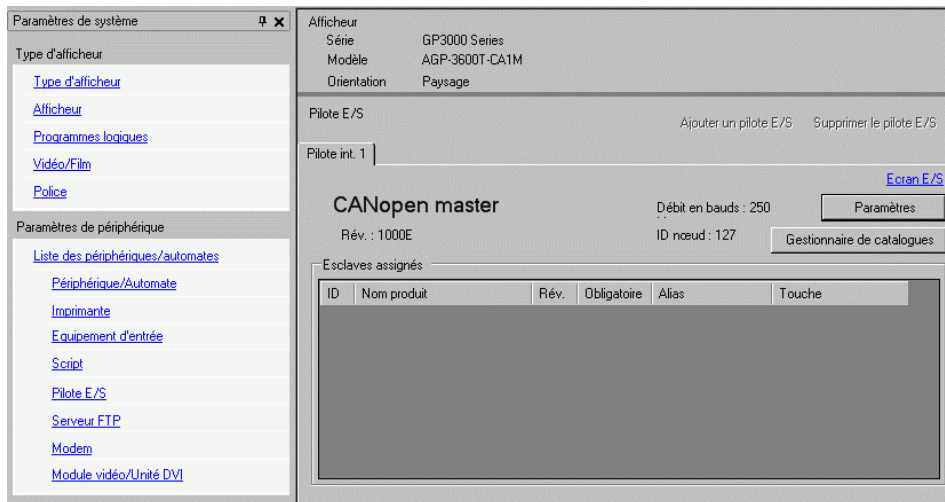 Paramètres de système
Type d'afficheur
Type d'afficheur
Afficheur
Programmes logiques
Vidéo/Film
Police
Paramètres de périphérique
Liste des périphériques/automates
Périphérique/Automate
Imprimante
Equipement d'entrée
Script
Pilote E/S
Serveur FTP
Modem
Module vidéo/Unité DVI
Afficheur
Série GP3000 Series
Modèle AGP-3600T-CA1M
Orientation Paysage
Pilote E/S
Ajouter un pilote E/S Supprimer le pilote E/S
Pilote int. 1
Ecran E/S
CANopen master Débit en bauds : 250 Paramètres
Rév. : 1000E ID nœud : 127 Gestionnaire de catalogues
Esclaves assignés
ID Nom produit Rév. Obligatoire Alias Touche